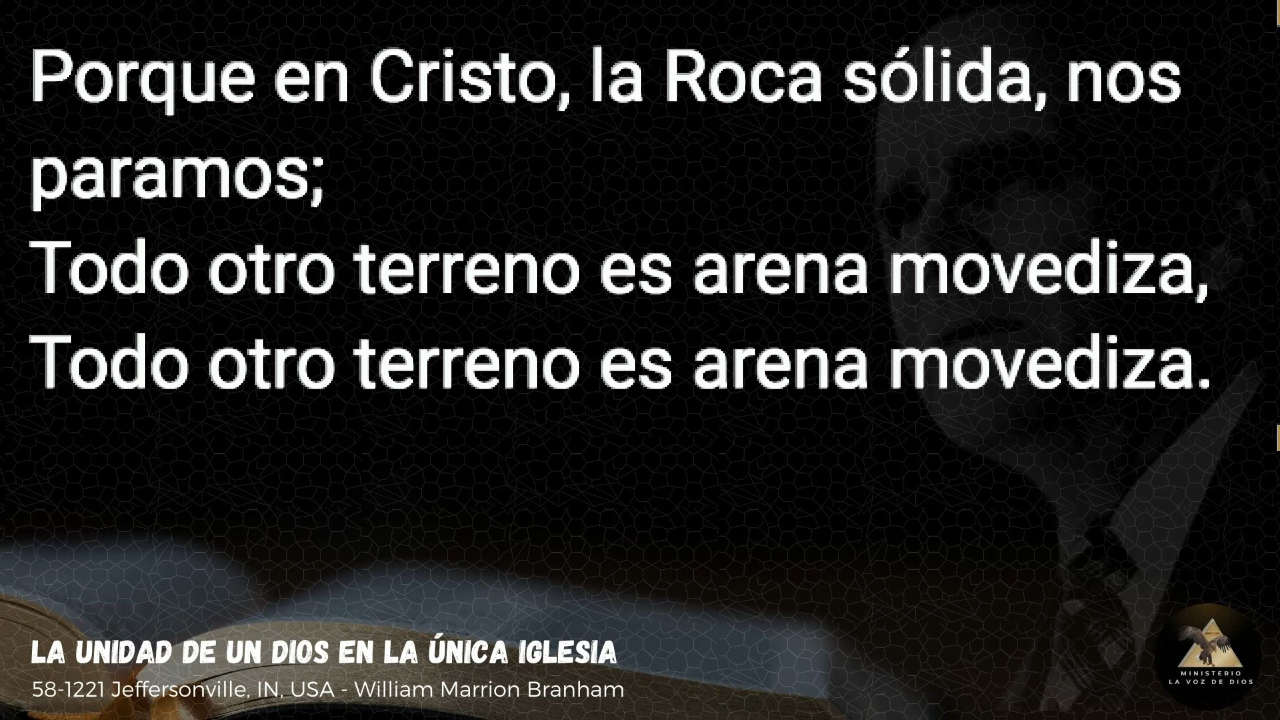 Porque en Cristo, la Roca sólida, nos
paramos;
Todo otro terreno es arena movediza,
Todo otro terreno es arena movediza.
LA UNIDAD DE UN DIOS EN LA ÚNICA IGLESIA
58-1221 Jeffersonville, IN, USA - William Marrion Branham
MINISTERIO
LA VOZ DE DIOS